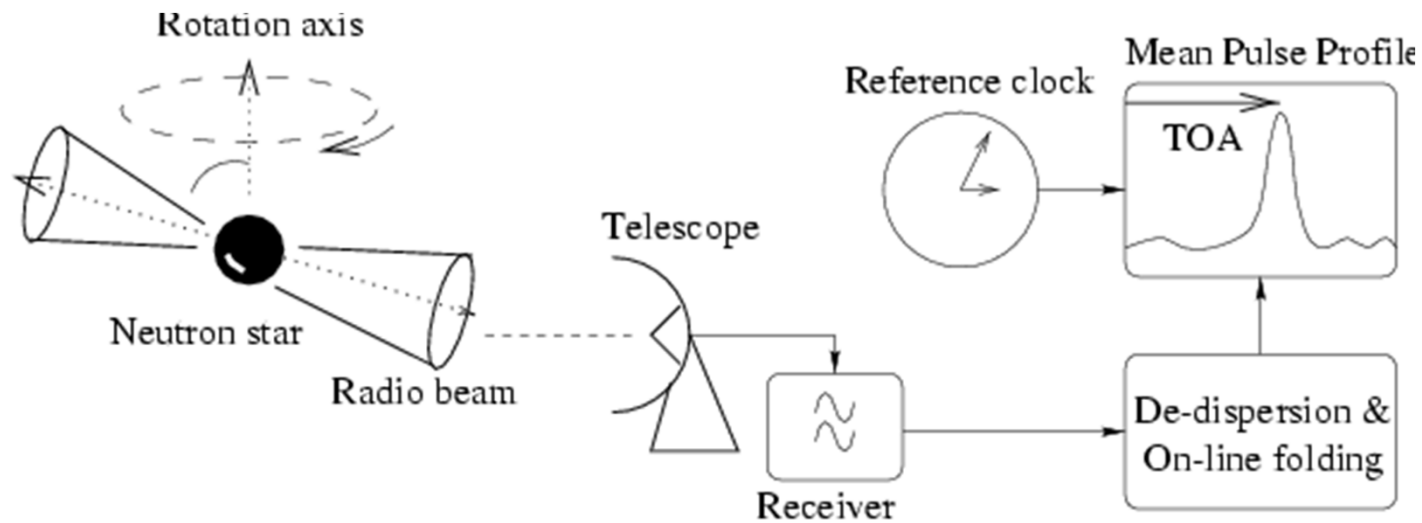 Rotation axis
Mean Pulse Profile
Reference clock
TOA
Telescope
Neutron star
Radio beam
De-dispersion &
On-line folding
Receiver